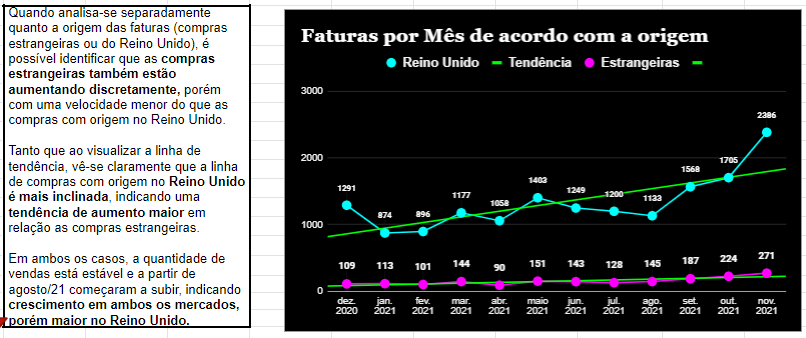 Quando analisa-se separadamente
quanto a origem das faturas (compras
estrangeiras ou do Reino Unido), é
possível identificar que as compras
estrangeiras também estão
aumentando discretamente, porém
com uma velocidade menor do que as
compras com origem no Reino Unido.
Tanto que ao visualizar a linha de
tendência, vê-se claramente que a linha
de compras com origem no Reino Unido
é mais inclinada, indicando uma
tendência de aumento maior em
relação as compras estrangeiras.
Em ambos os casos, a quantidade de
vendas está estável e a partir de
agosto/21 começaram a subir, indicando
crescimento em ambos os mercados,
porém maior no Reino Unido.
Faturas por Mês de acordo com a origem
Reino Unido Tendência Estrangeiras
3000
2000
1000
0
1291 874 896 1177 1058 1403 1249 1200 1133 1568 1705 2386
109 113 101 144 90 151 143 128 145 187 224 271
dez. jan. fev. mar. abr. maio jun. jul. ago. set. out. nov.
2020 2021 2021 2021 2021 2021 2021 2021 2021 2021 2021 2021